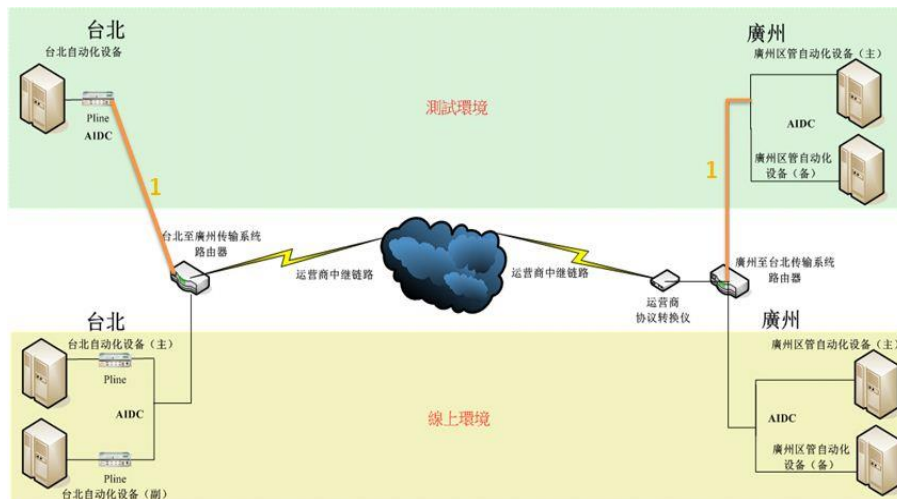 台北
台北自动化设备
Pline
AIDC
1
測試環境
廣州
廣州区管自动化设备（主）
AIDC
廣州区管自动化
设备（备）
1
台北至廣州传输系统
路由器
运营商中继链路
运营商中继链路
运营商
协议转换仪
廣州至台北传输系统
路由器
台北
台北自动化设备（主）
Pline
AIDC
Pline
台北自动化设备（副）
線上環境
廣州
廣州区管自动化设备（主）
AIDC
廣州区管自动化
设备（备）